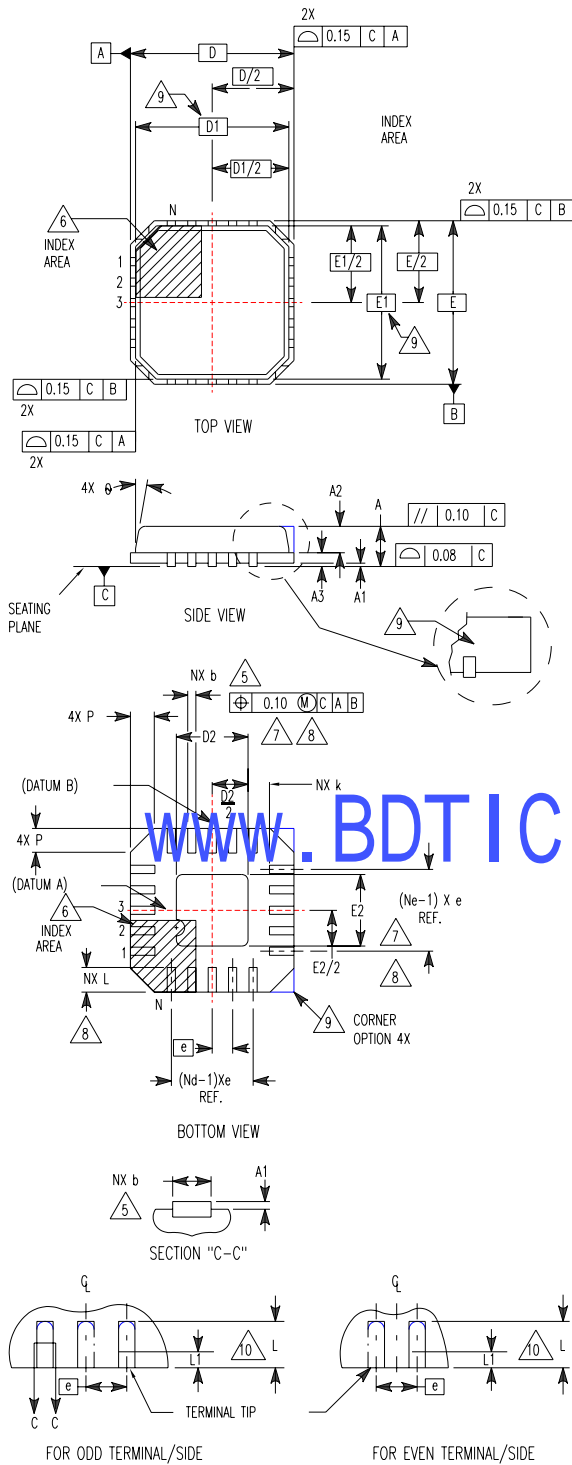 2X
0.15 C A
A
D
D/2
9
D1
INDEX
AREA
D1/2
2X
0.15 C B
N
6
INDEX
AREA
1
2
3
E1/2
E/2
E1
E
9
0.15 C B
2X
B
0.15 C A
2X
TOP VIEW
4X θ
A2
A
// 0.10 C
0.08 C
C
A3
A1
SEATING
PLANE
SIDE VIEW
9
NX b
5
0.10 M C A B
4X P
D2
7
8
(DATUM B)
D2
2
NX k
WWW.BDTIC
4X P
(DATUM A)
3
6
INDEX
AREA
2
1
E2
(Ne-1) X e
REF.
7
E2/2
8
NX L
8
N
9
CORNER
OPTION 4X
e
(Nd-1)Xe
REF.
BOTTOM VIEW
NX b
A1
5
SECTION "C-C"
CL
CL
10
L
L1
10
L
L1
e
e
C C
TERMINAL TIP
FOR ODD TERMINAL/SIDE
FOR EVEN TERMINAL/SIDE